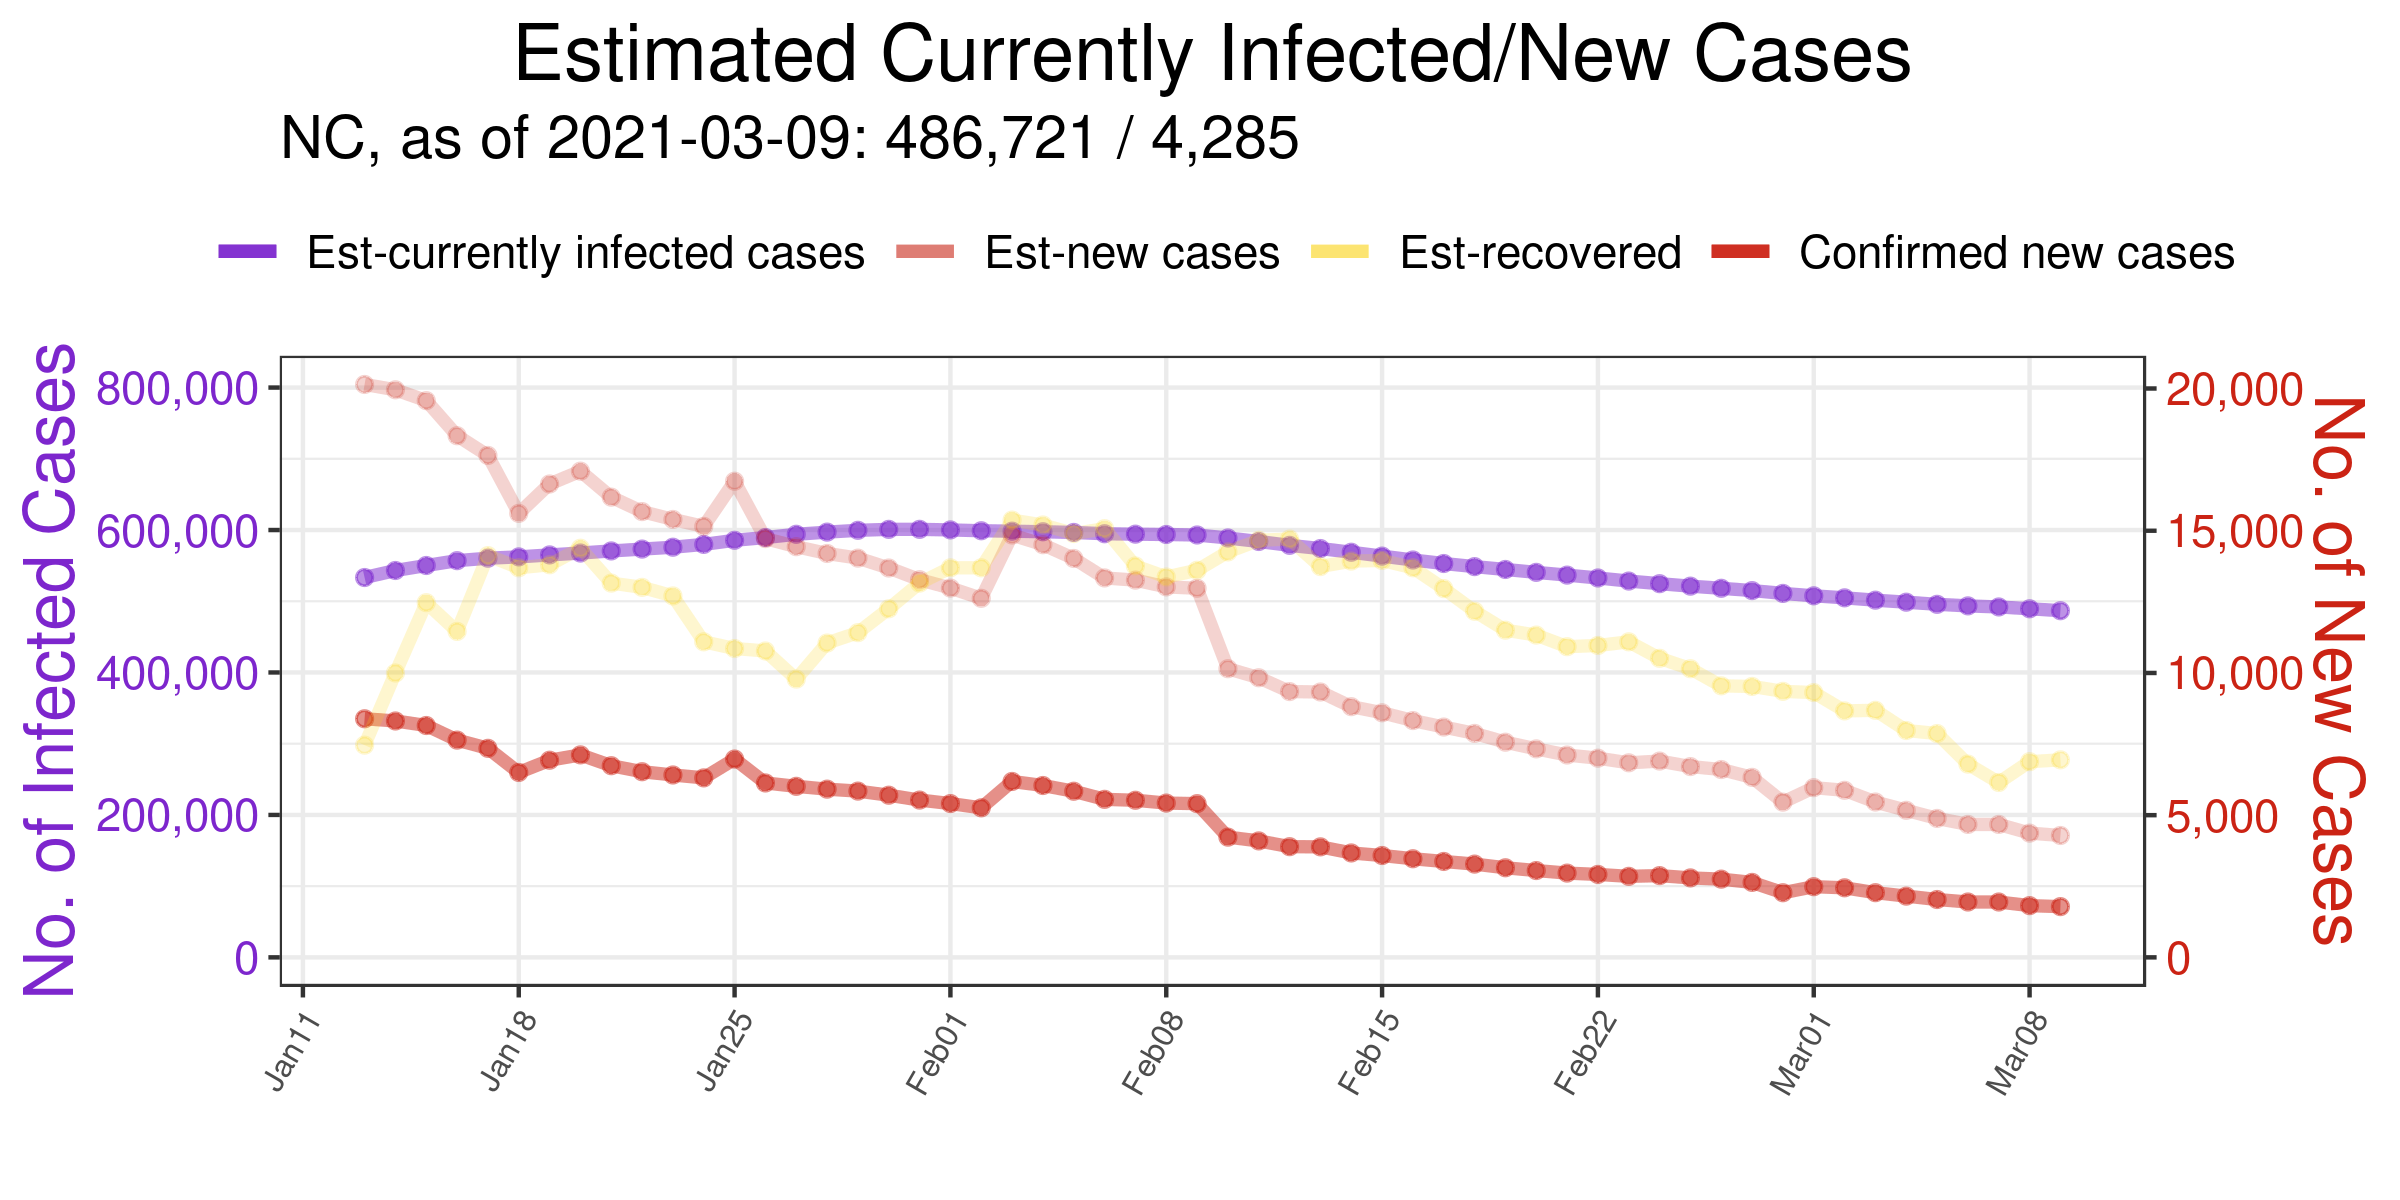 Estimated Currently Infected/New Cases
NC, as of 2021-03-09: 486,721 / 4,285
Est-currently infected cases Est-new cases Est-recovered Confirmed new cases
No. of Infected Cases
800,000
600,000
400,000
200,000
0
20,000
15,000
10,000
5,000
0
No. of New Cases
Jan11 Jan18 Jan25 Feb01 Feb08 Feb15 Feb22 Mar01 Mar08